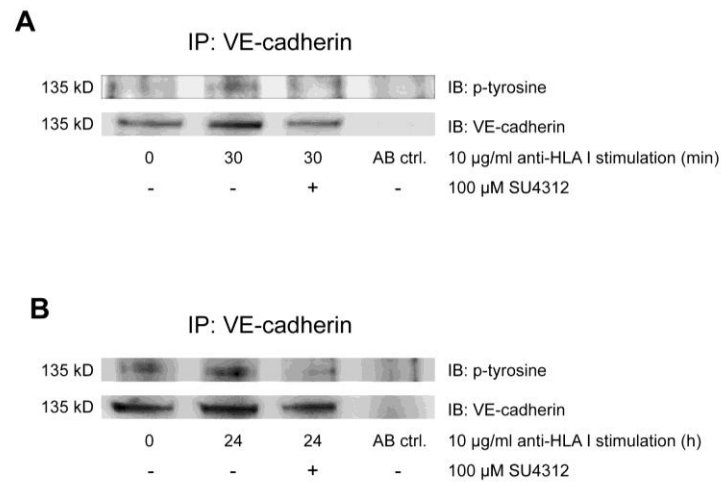 A
IP: VE-cadherin
135 kD IB: p-tyrosine
135 kD IB: VE-cadherin
0 30 30 AB ctrl. 10 µg/ml anti-HLA I stimulation (min)
- - + - 100 µM SU4312
B
IP: VE-cadherin
135 kD IB: p-tyrosine
135 kD IB: VE-cadherin
0 24 24 AB ctrl. 10 µg/ml anti-HLA I stimulation (h)
- - + - 100 µM SU4312